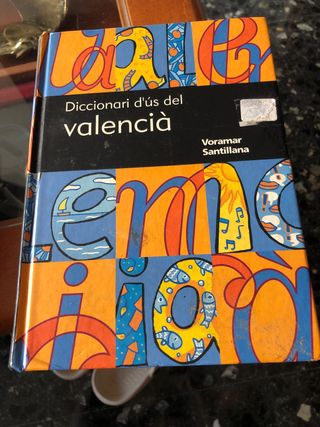 Diccionari d'ús del
valencià
Voramar
Santillana